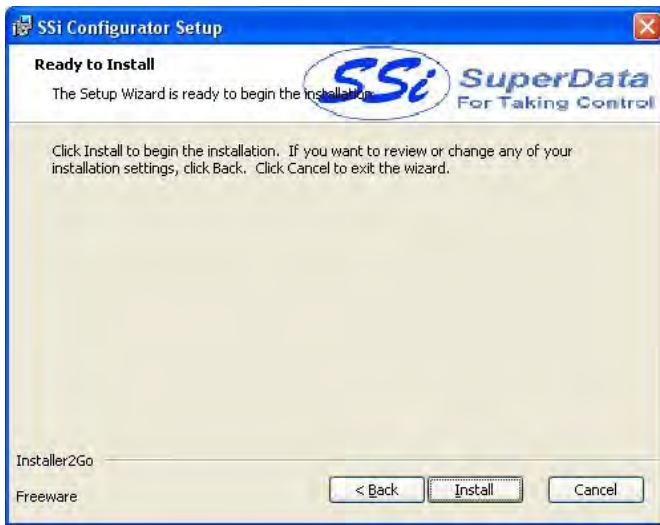 SSi Configurator Setup
Ready to Install
The Setup Wizard is ready to begin the installation.
SSi SuperData
For Taking Control
Click Install to begin the installation. If you want to review or change any of your
installation settings, click Back. Click Cancel to exit the wizard.
Installer2Go
Freeware
< Back Install Cancel